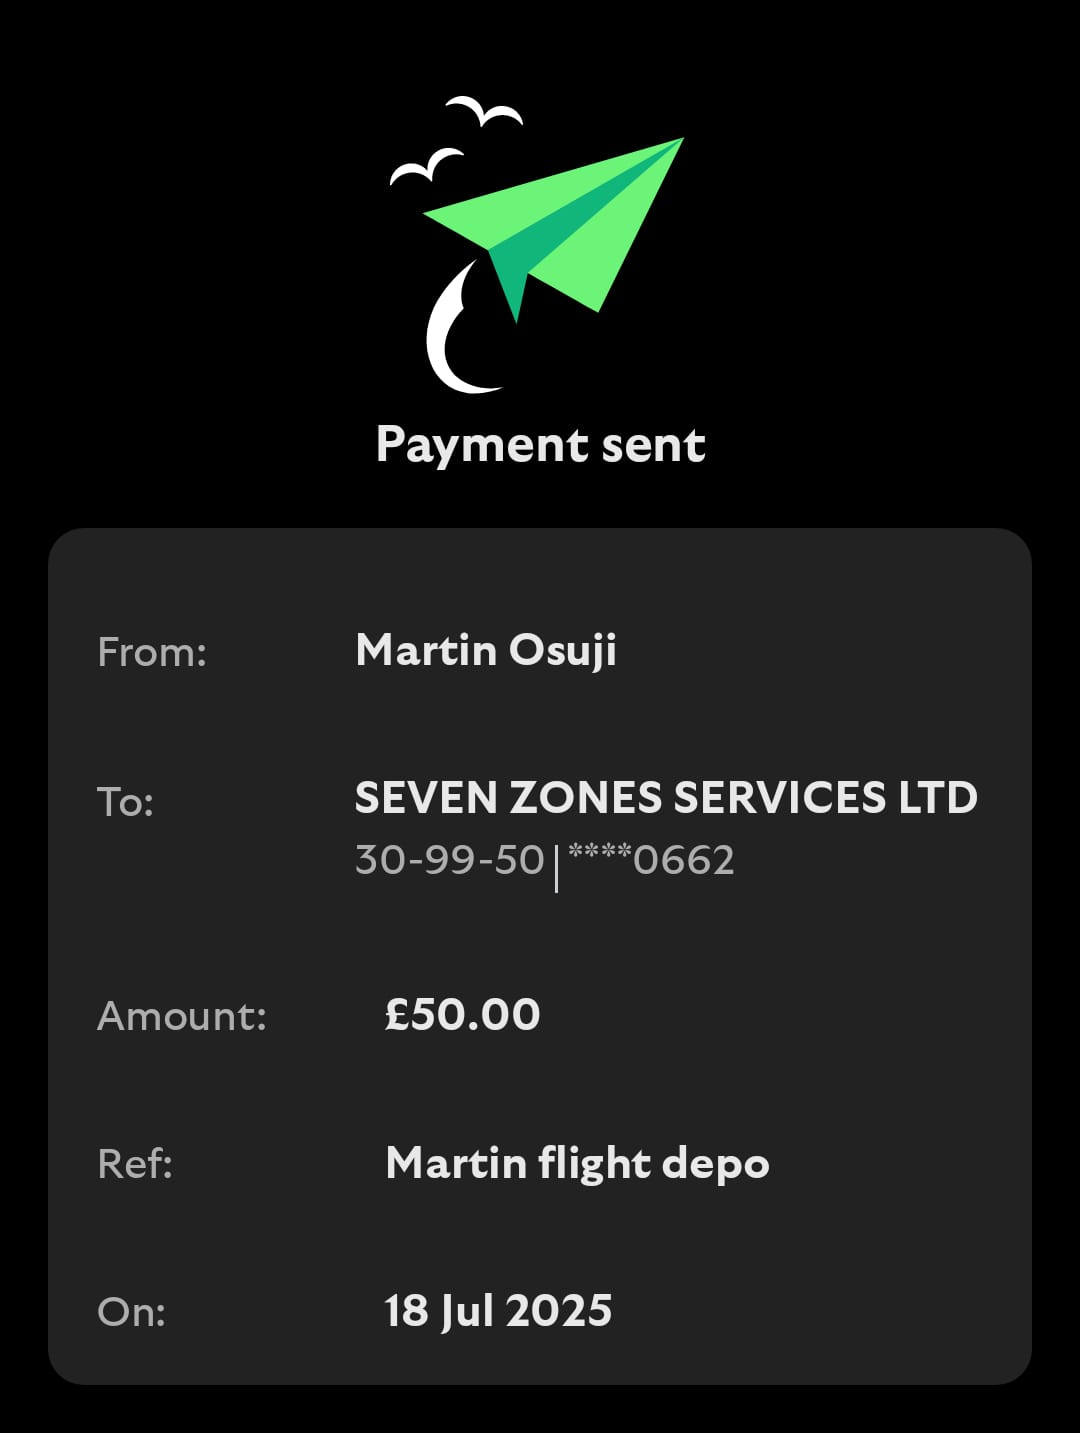 Payment sent
From: Martin Osuji
To: SEVEN ZONES SERVICES LTD
30-99-50 | ****0662
Amount: £50.00
Ref: Martin flight depo
On: 18 Jul 2025